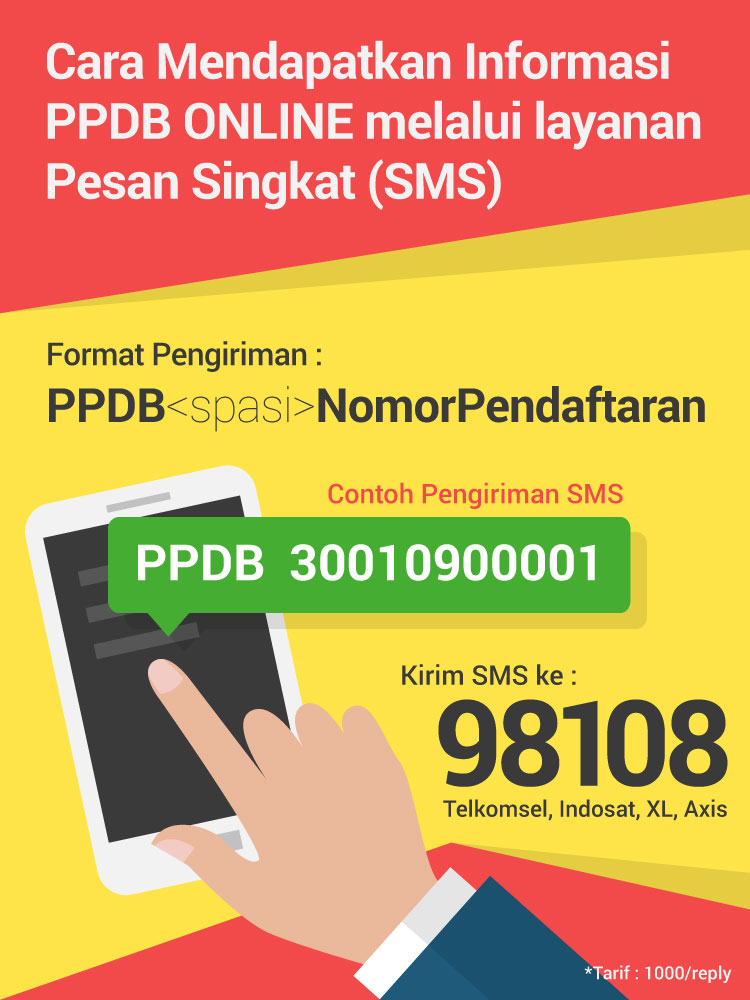 Cara Mendapatkan Informasi
PPDB ONLINE melalui layanan
Pesan Singkat (SMS)
Format Pengiriman :
PPDB<spasi>NomorPendaftaran
Contoh Pengiriman SMS
PPDB 30010900001
Kirim SMS ke :
98108
Telkomsel, Indosat, XL, Axis
*Tarif : 1000/reply